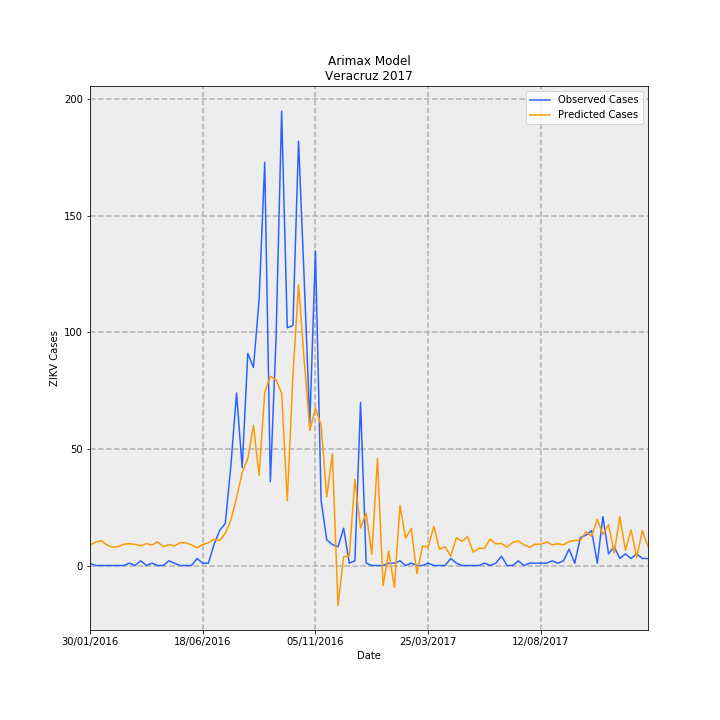 Arimax Model
Veracruz 2017
Observed Cases
Predicted Cases
200
150
100
50
0
ZIKV Cases
30/01/2016 18/06/2016 05/11/2016 25/03/2017 12/08/2017
Date